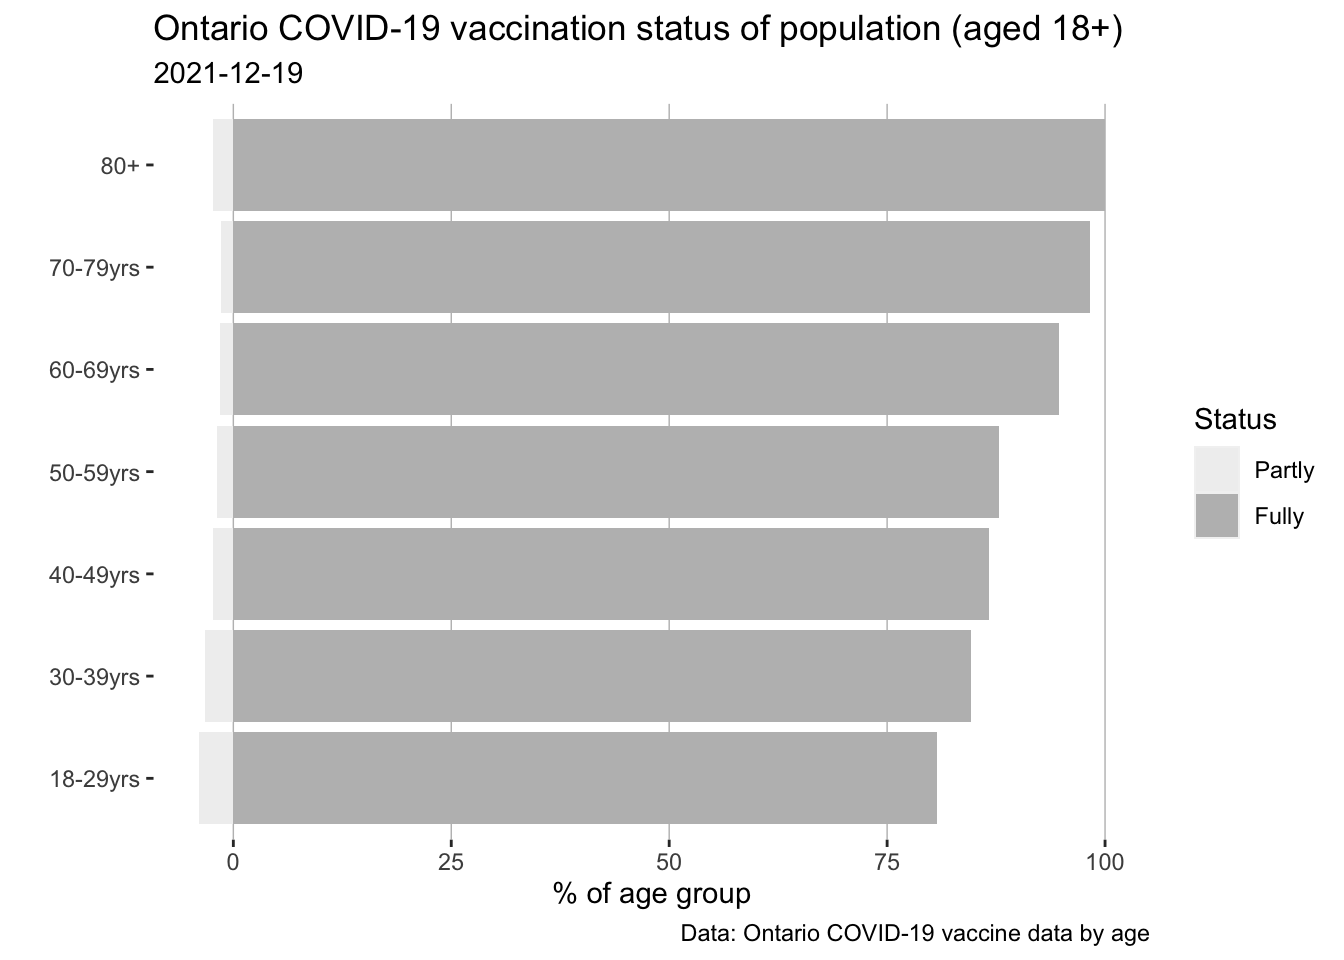 Ontario COVID-19 vaccination status of population (aged 18+)
2021-12-19
80+
70-79yrs
60-69yrs
50-59yrs
40-49yrs
30-39yrs
18-29yrs
0 25 50 75 100
% of age group
Status
Partly
Fully
Data: Ontario COVID-19 vaccine data by age